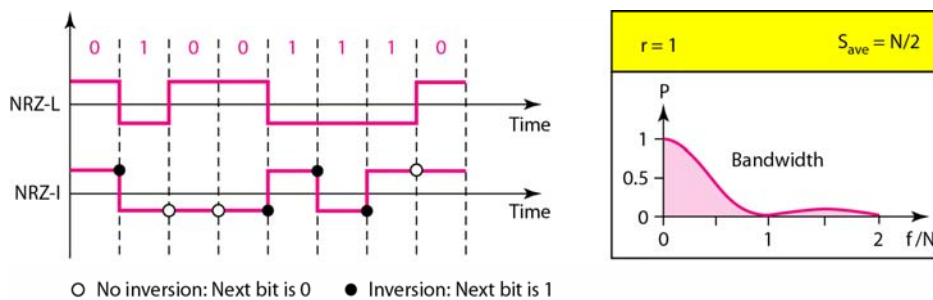 0 1 0 0 1 1 1 0
NRZ-L
Time
NRZ-I
Time
No inversion: Next bit is 0 Inversion: Next bit is 1
r = 1 Save = N/2
P
1
Bandwidth
0.5
0
0 1 2 f/N